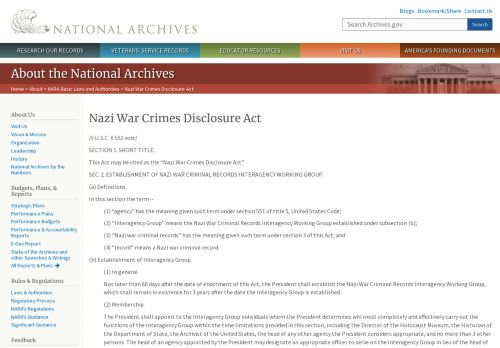 Blogs · Bookmark/Share · Contact Us
NATIONAL ARCHIVES
Search Archives.gov
Search
RESEARCH OUR RECORDS
VETERANS' SERVICE RECORDS
EDUCATOR RESOURCES
VISIT US
AMERICA'S FOUNDING DOCUMENTS
About the National Archives
Home > About > NARA Basic Laws and Authorities > Nazi War Crimes Disclosure Act
About Us
Visit Us
Vision & Mission
Organization
Leadership
History
National Archives by the
Numbers
Budgets, Plans, &
Reports
Strategic Plans
Performance Plans
Performance Budgets
Performance & Accountability
Reports
E-Gov Report
State of the Archives and
other Speeches & Writings
All Reports & Plans
Rules & Regulations
Laws & Authorities
Regulatory Process
NARA's Regulations
NARA's Guidance
Significant Guidance
Feedback
Nazi War Crimes Disclosure Act
(5 U.S.C. § 552 note)
SECTION 1. SHORT TITLE.
This Act may be cited as the "Nazi War Crimes Disclosure Act."
SEC. 2. ESTABLISHMENT OF NAZI WAR CRIMINAL RECORDS INTERAGENCY WORKING GROUP.
(a) Definitions.
In this section the term--
(1) "agency" has the meaning given such term under section 551 of title 5, United States Code;
(2) "Interagency Group" means the Nazi War Criminal Records Interagency Working Group established under subsection (b);
(3) "Nazi war criminal records" has the meaning given such term under section 3 of this Act; and
(4) "record" means a Nazi war criminal record.
(b) Establishment of Interagency Group.
(1) In general.
Not later than 60 days after the date of enactment of this Act, the President shall establish the Nazi War Criminal Records Interagency Working Group,
which shall remain in existence for 3 years after the date the Interagency Group is established.
(2) Membership.
The President shall appoint to the Interagency Group individuals whom the President determines will most completely and effectively carry out the
functions of the Interagency Group within the time limitations provided in this section, including the Director of the Holocaust Museum, the Historian of
the Department of State, the Archivist of the United States, the head of any other agency the President considers appropriate, and no more than 3 other
persons. The head of an agency appointed by the President may designate an appropriate officer to serve on the Interagency Group in lieu of the head of